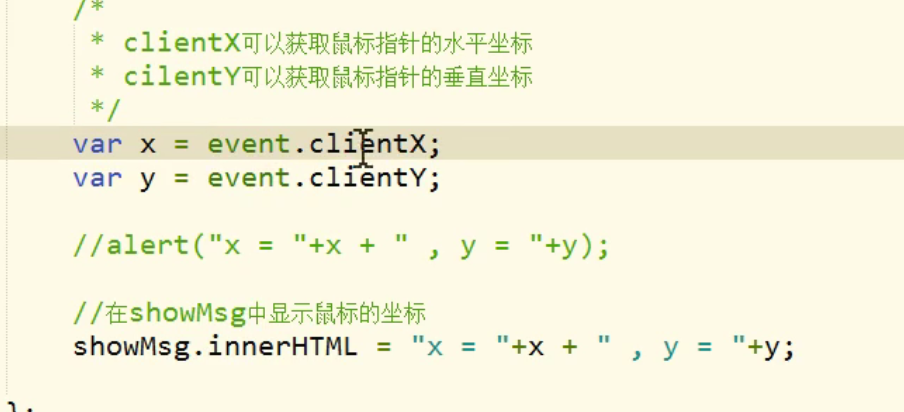 /*
* clientX可以获取鼠标指针的水平坐标
* cilentY可以获取鼠标指针的垂直坐标
*/
var x = event.clientX;
var y = event.clientY;
//alert("x = "+x + " , y = "+y);
//在showMsg中显示鼠标的坐标
showMsg.innerHTML = "x = "+x + " , y = "+y;
};